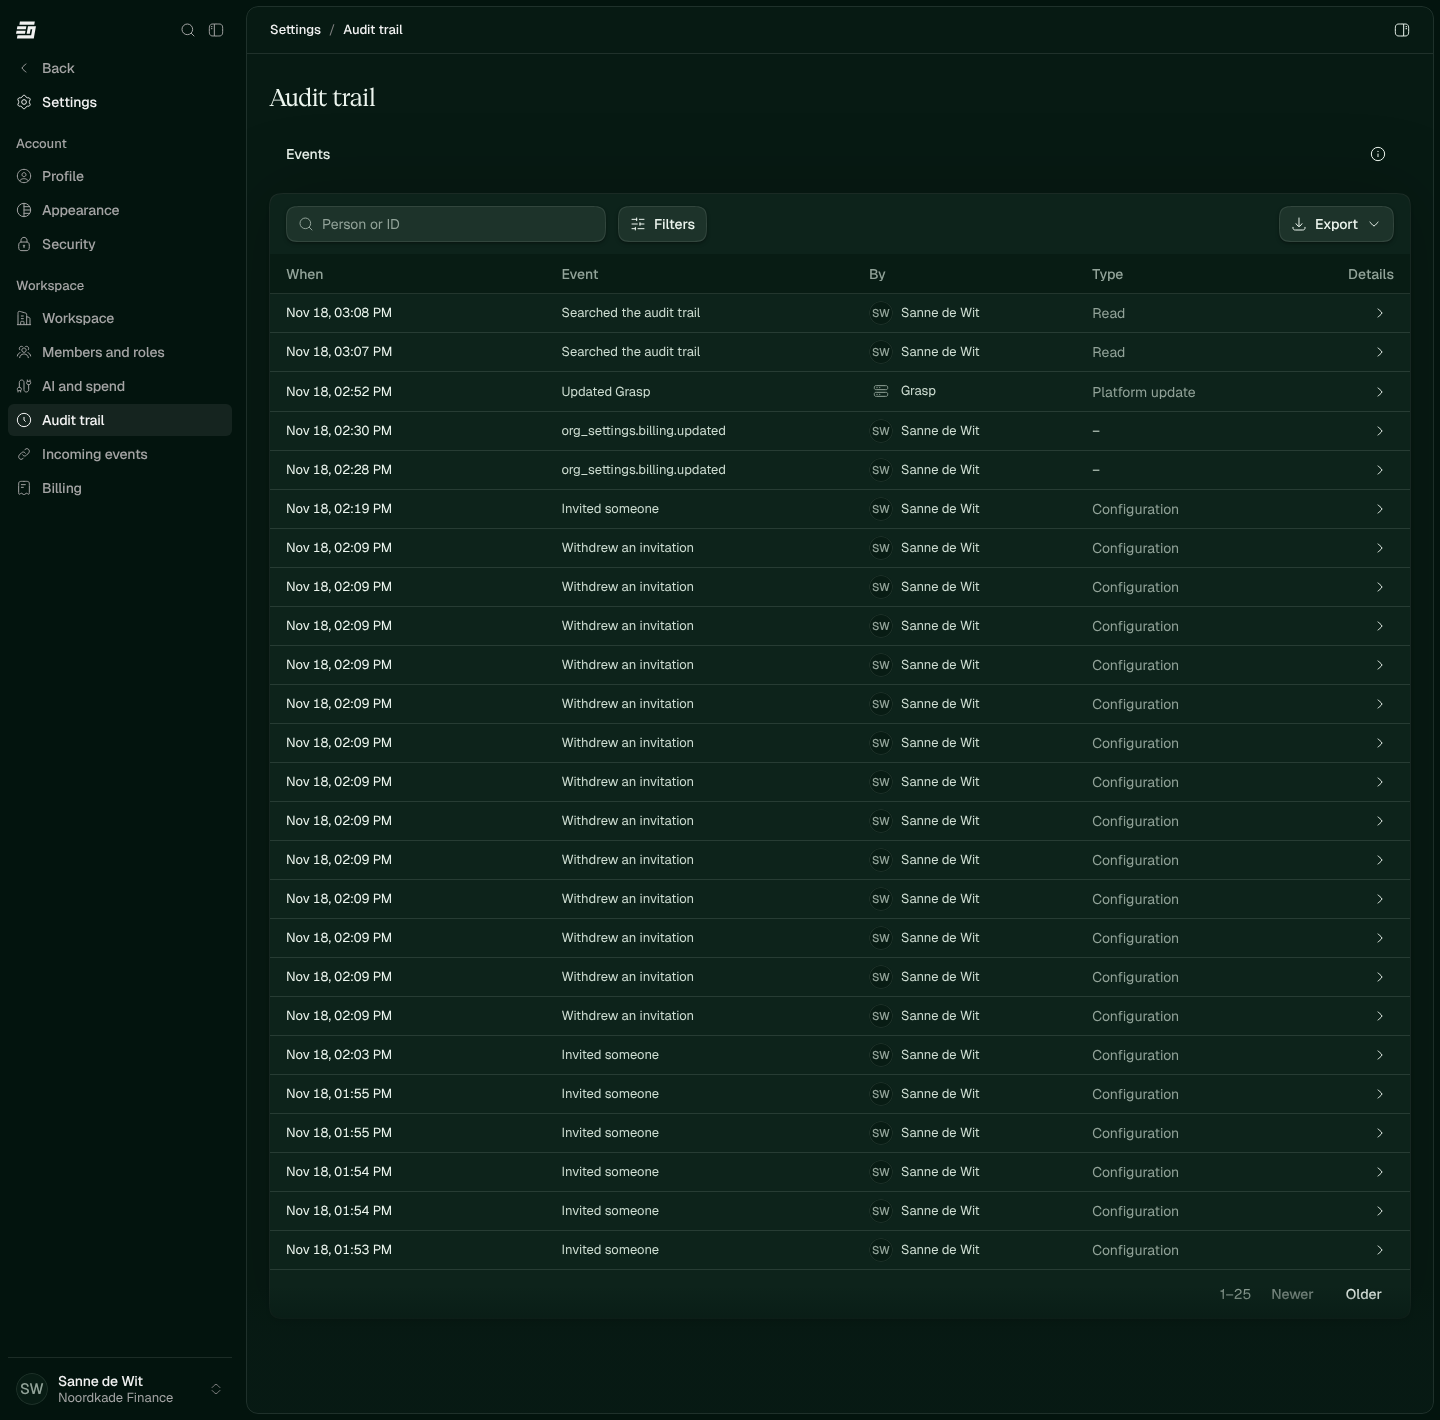 Back
Settings
Account
Profile
Appearance
Security
Workspace
Workspace
Members and roles
AI and spend
Audit trail
Incoming events
Billing
Sanne de Wit
SW
Noordkade Finance
Settings / Audit trail
Audit trail
Events
Person or ID
Filters
Export
When Event By Type Details
Nov 18, 03:08 PM Searched the audit trail SW Sanne de Wit Read
Nov 18, 03:07 PM Searched the audit trail SW Sanne de Wit Read
Nov 18, 02:52 PM Updated Grasp Grasp Platform update
Nov 18, 02:30 PM org_settings.billing.updated SW Sanne de Wit –
Nov 18, 02:28 PM org_settings.billing.updated SW Sanne de Wit –
Nov 18, 02:19 PM Invited someone SW Sanne de Wit Configuration
Nov 18, 02:09 PM Withdrew an invitation SW Sanne de Wit Configuration
Nov 18, 02:09 PM Withdrew an invitation SW Sanne de Wit Configuration
Nov 18, 02:09 PM Withdrew an invitation SW Sanne de Wit Configuration
Nov 18, 02:09 PM Withdrew an invitation SW Sanne de Wit Configuration
Nov 18, 02:09 PM Withdrew an invitation SW Sanne de Wit Configuration
Nov 18, 02:09 PM Withdrew an invitation SW Sanne de Wit Configuration
Nov 18, 02:09 PM Withdrew an invitation SW Sanne de Wit Configuration
Nov 18, 02:09 PM Withdrew an invitation SW Sanne de Wit Configuration
Nov 18, 02:09 PM Withdrew an invitation SW Sanne de Wit Configuration
Nov 18, 02:09 PM Withdrew an invitation SW Sanne de Wit Configuration
Nov 18, 02:09 PM Withdrew an invitation SW Sanne de Wit Configuration
Nov 18, 02:09 PM Withdrew an invitation SW Sanne de Wit Configuration
Nov 18, 02:09 PM Withdrew an invitation SW Sanne de Wit Configuration
Nov 18, 02:03 PM Invited someone SW Sanne de Wit Configuration
Nov 18, 01:55 PM Invited someone SW Sanne de Wit Configuration
Nov 18, 01:55 PM Invited someone SW Sanne de Wit Configuration
Nov 18, 01:54 PM Invited someone SW Sanne de Wit Configuration
Nov 18, 01:54 PM Invited someone SW Sanne de Wit Configuration
Nov 18, 01:53 PM Invited someone SW Sanne de Wit Configuration
1–25 Newer Older